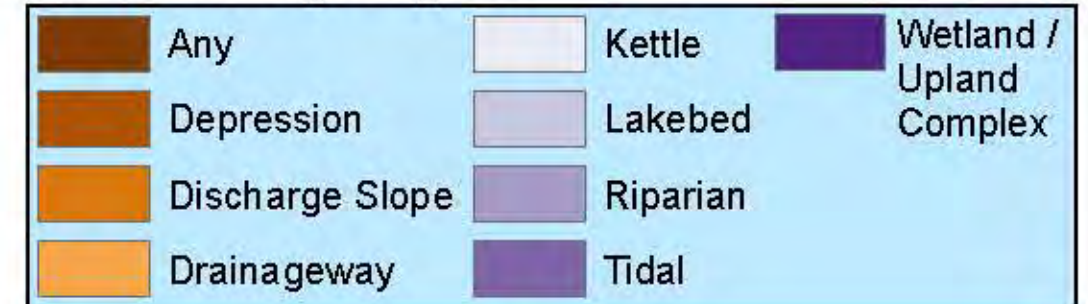 Any
Depression
Discharge Slope
Drainageway
Kettle
Lakebed
Riparian
Tidal
Wetland /
Upland
Complex